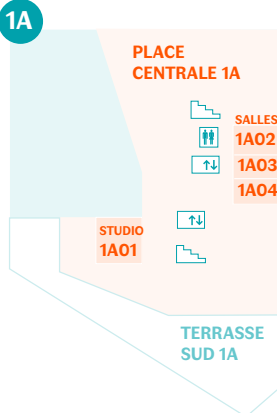 1A
PLACE
CENTRALE 1A
SALLES
1A02
1A03
1A04
STUDIO
1A01
TERRASSE
SUD 1A